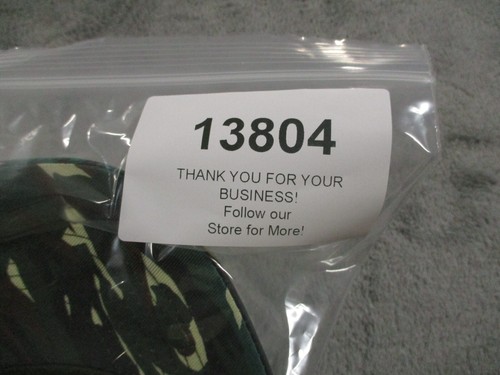 13804
THANK YOU FOR YOUR
BUSINESS!
Follow our
Store for More!